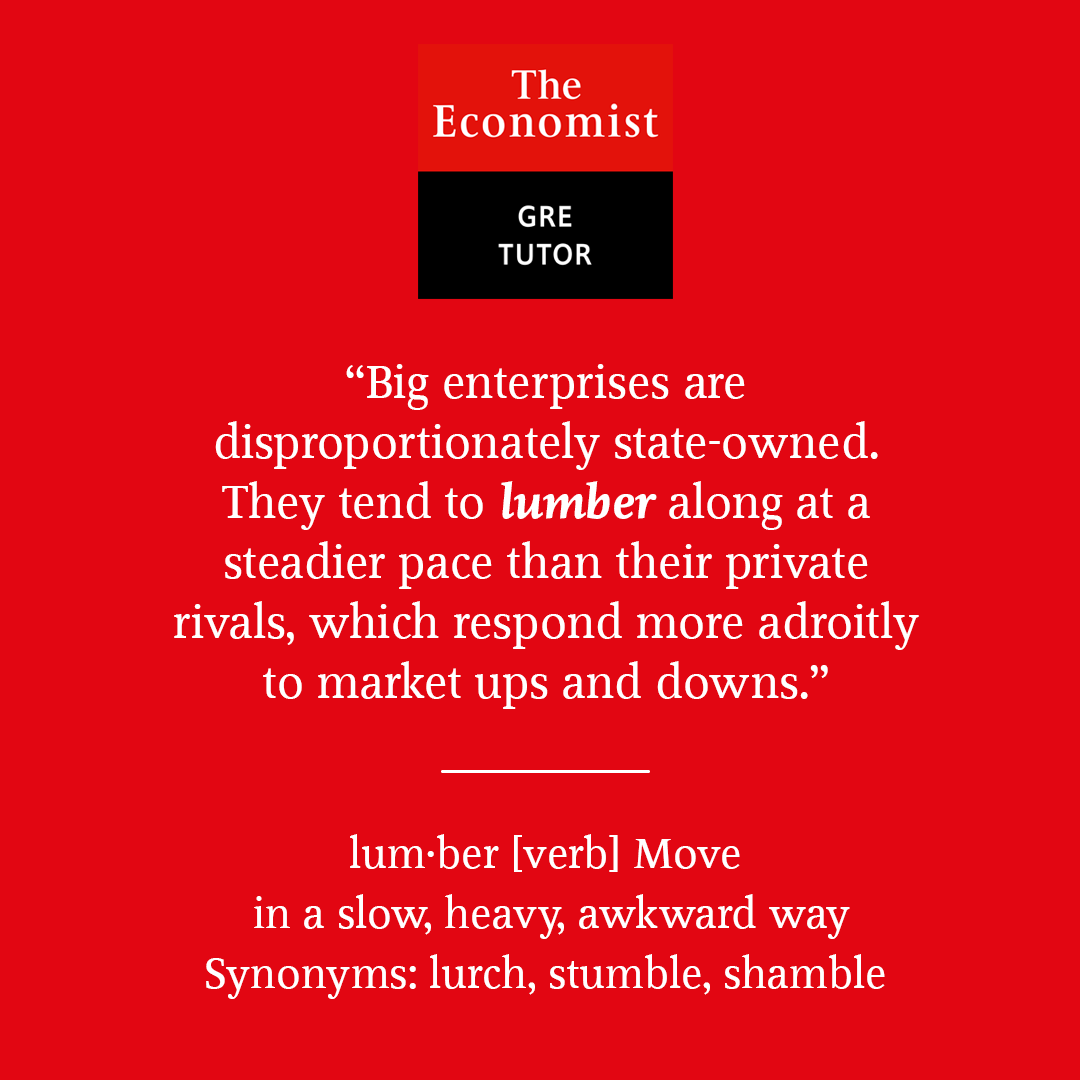 The
Economist
GRE
TUTOR
“Big enterprises are
disproportionately state-owned.
They tend to lumber along at a
steadier pace than their private
rivals, which respond more adroitly
to market ups and downs.”
lum·ber [verb] Move
in a slow, heavy, awkward way
Synonyms: lurch, stumble, shamble